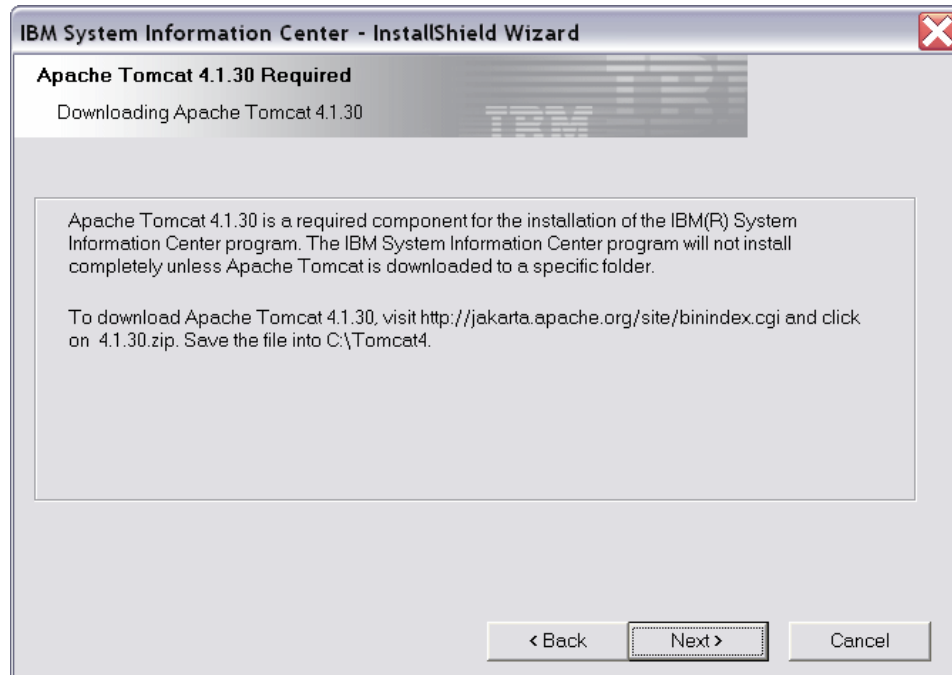 IBM System Information Center - InstallShield Wizard
Apache Tomcat 4.1.30 Required
Downloading Apache Tomcat 4.1.30
IBM
Apache Tomcat 4.1.30 is a required component for the installation of the IBM(R) System
Information Center program. The IBM System Information Center program will not install
completely unless Apache Tomcat is downloaded to a specific folder.
To download Apache Tomcat 4.1.30, visit http://jakarta.apache.org/site/binindex.cgi and click
on  4.1.30.zip. Save the file into C:\Tomcat4.
< Back
Next >
Cancel